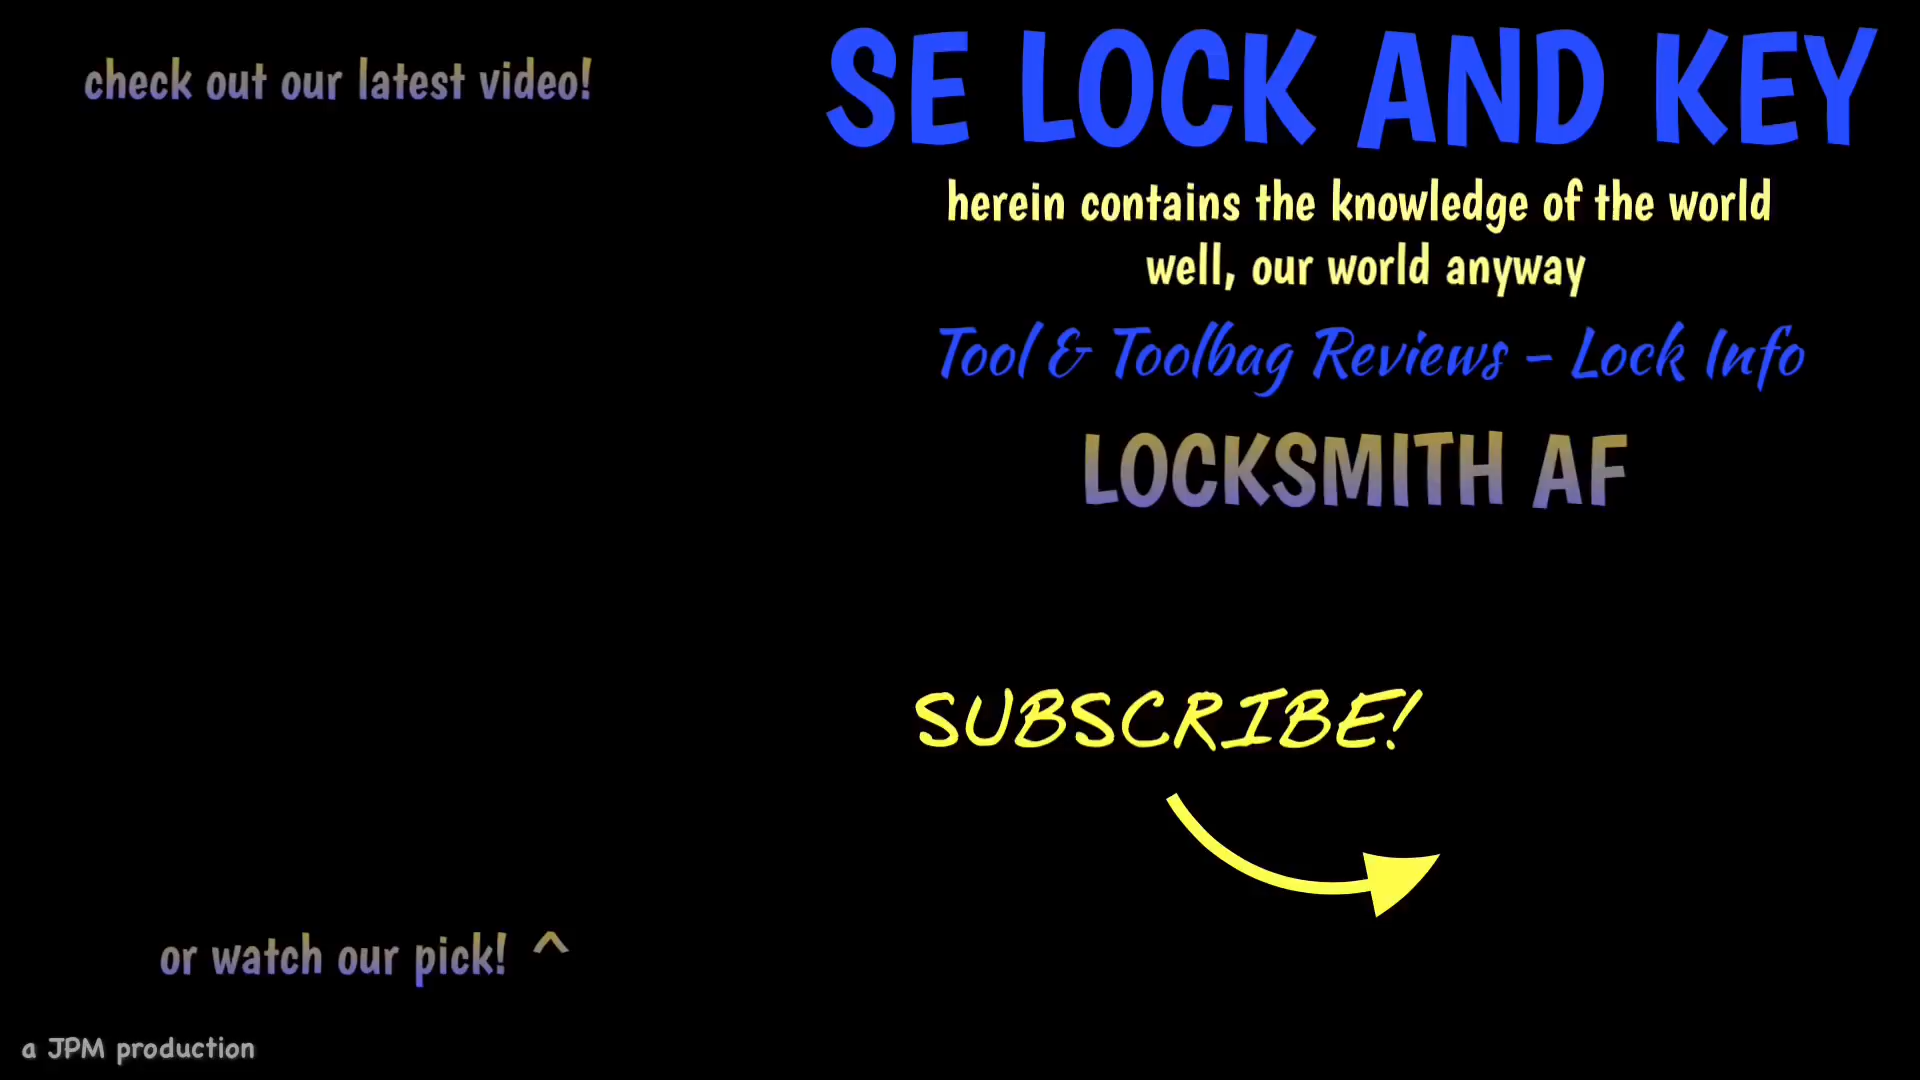 check out our latest video!
SE LOCK AND KEY
herein contains the knowledge of the world
well, our world anyway
Tool & Toolbag Reviews - Lock Info
LOCKSMITH AF
SUBSCRIBE!
or watch our pick! ^
a JPM production